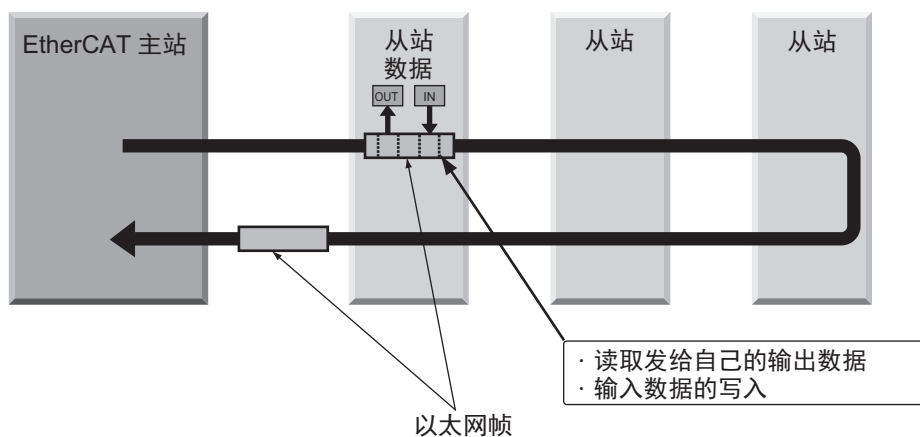 EtherCAT 主站
从站
数据
OUT
IN
从站
从站
· 读取发给自己的输出数据
· 输入数据的写入
以太网帧